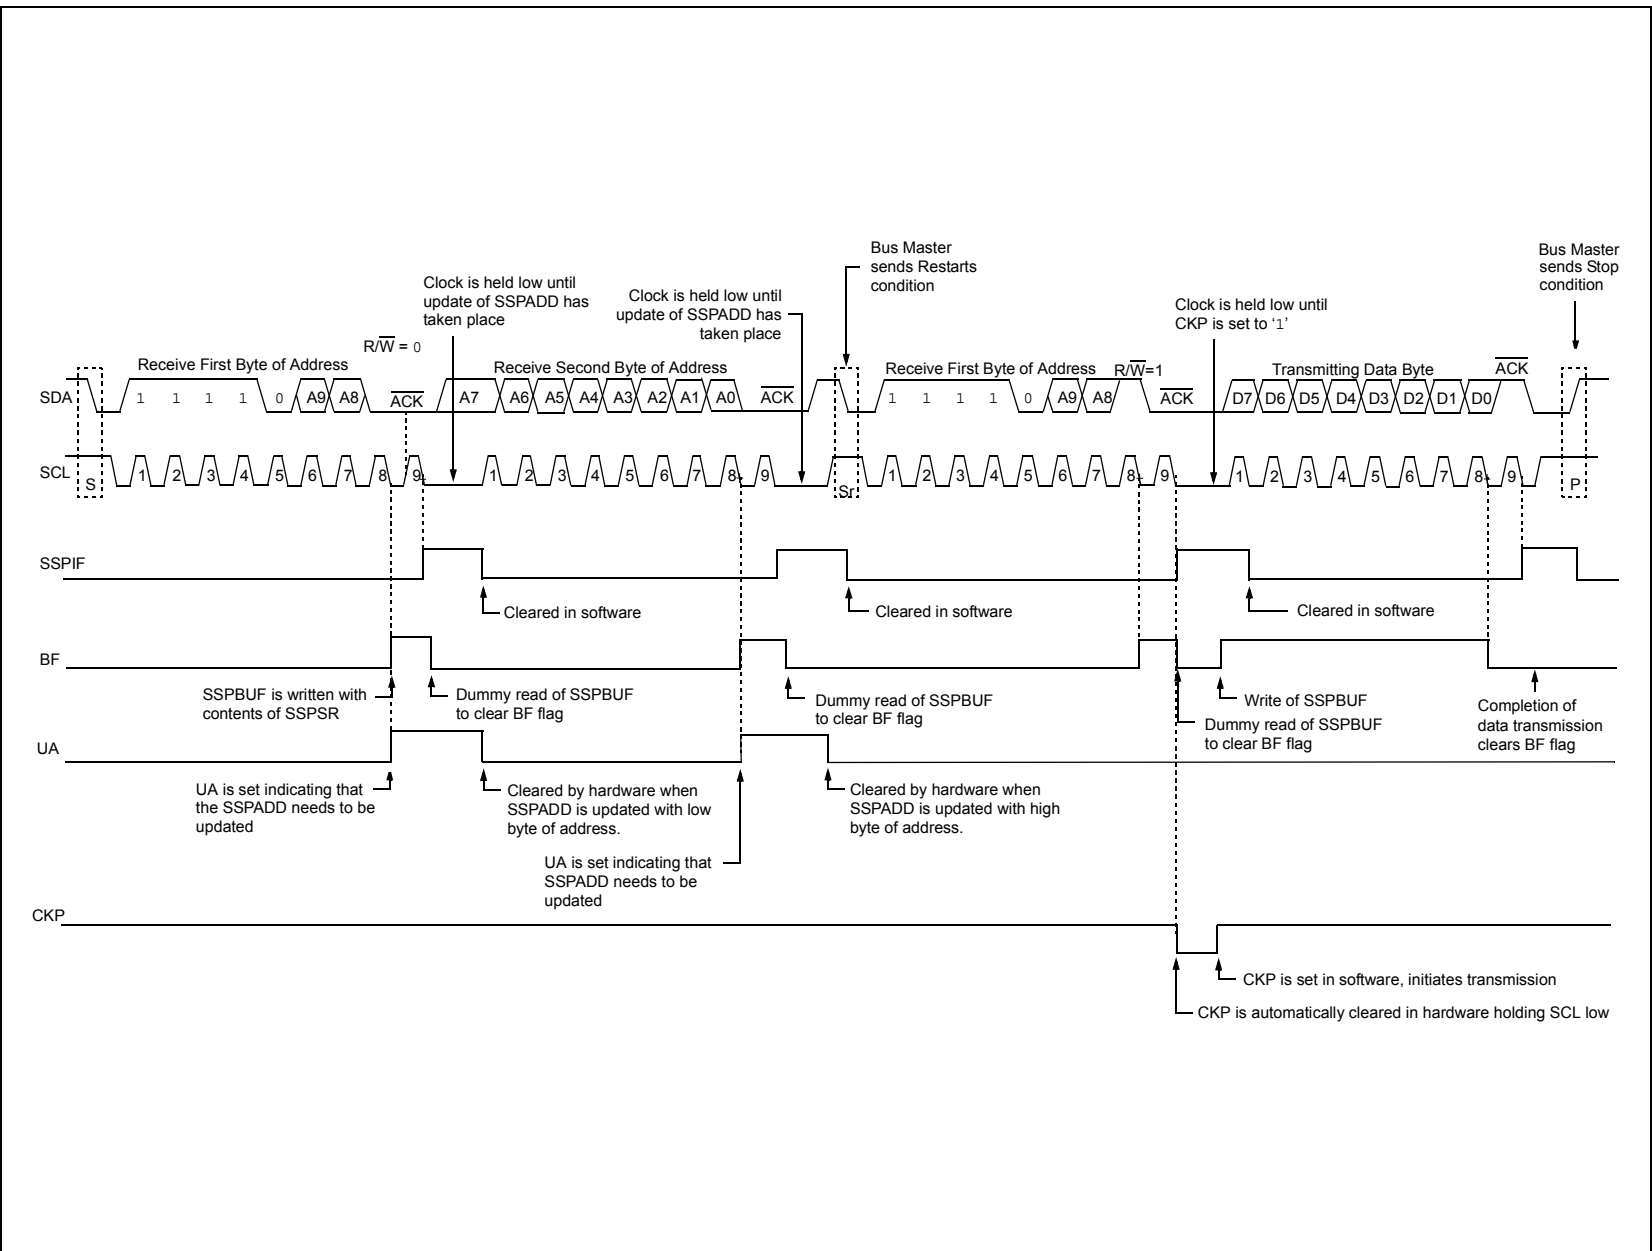 Bus Master
sends Restarts
condition
Bus Master
sends Stop
condition
Clock is held low until
update of SSPADD has
taken place
Clock is held low until
update of SSPADD has
taken place
Clock is held low until
CKP is set to ‘1’
R/W = 0
Receive First Byte of Address
Receive Second Byte of Address
Receive First Byte of Address
R/W=1
Transmitting Data Byte
ACK
SDA
1 1 1 1 0 A9 A8 ACK A7 A6 A5 A4 A3 A2 A1 A0 ACK 1 1 1 1 0 A9 A8 ACK D7 D6 D5 D4 D3 D2 D1 D0
SCL
S 1 2 3 4 5 6 7 8 9 1 2 3 4 5 6 7 8 9 Sr 1 2 3 4 5 6 7 8 9 1 2 3 4 5 6 7 8 9 P
SSPIF
Cleared in software
Cleared in software
Cleared in software
BF
SSPBUF is written with
contents of SSPSR
Dummy read of SSPBUF
to clear BF flag
Dummy read of SSPBUF
to clear BF flag
Write of SSPBUF
Dummy read of SSPBUF
to clear BF flag
Completion of
data transmission
clears BF flag
UA
UA is set indicating that
the SSPADD needs to be
updated
Cleared by hardware when
SSPADD is updated with low
byte of address.
UA is set indicating that
SSPADD needs to be
updated
Cleared by hardware when
SSPADD is updated with high
byte of address.
CKP
CKP is set in software, initiates transmission
CKP is automatically cleared in hardware holding SCL low